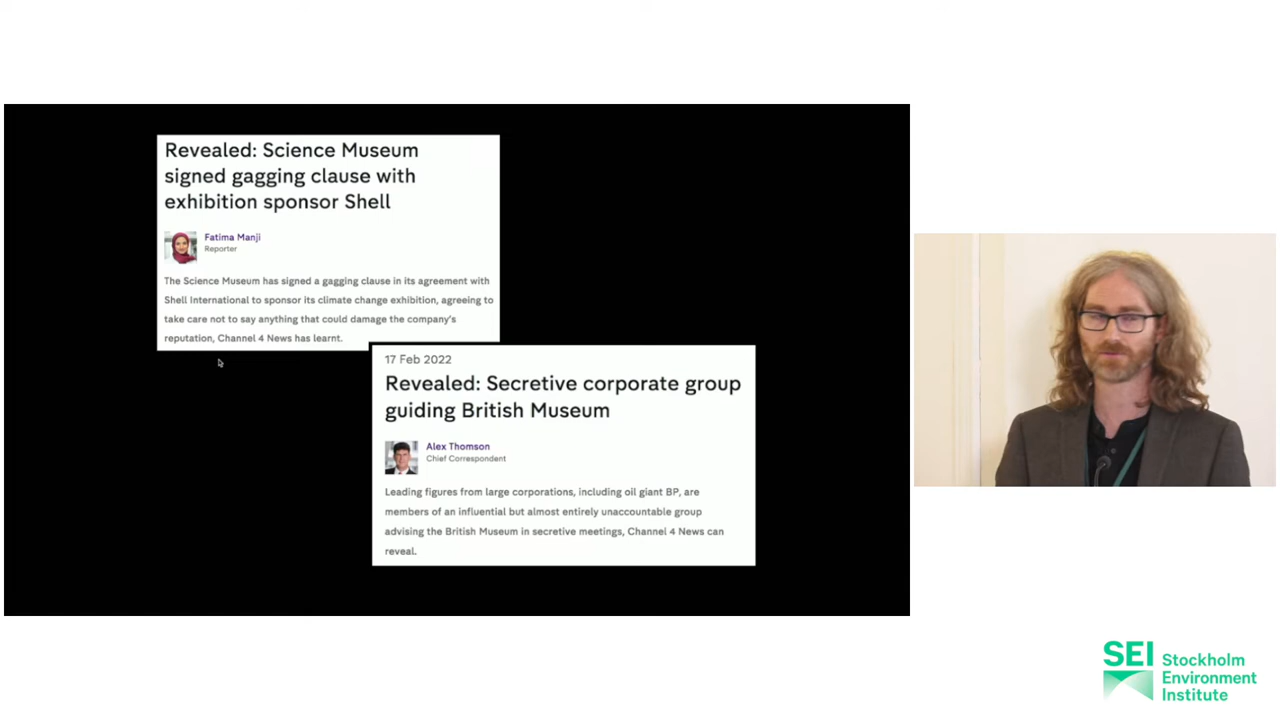 Revealed: Science Museum
signed gagging clause with
exhibition sponsor Shell
Fatima Manji
Reporter
The Science Museum has signed a gagging clause in its agreement with
Shell International to sponsor its climate change exhibition, agreeing to
take care not to say anything that could damage the company's
reputation, Channel 4 News has learnt.
17 Feb 2022
Revealed: Secretive corporate group
guiding British Museum
Alex Thomson
Chief Correspondent
Leading figures from large corporations, including oil giant BP, are
members of an influential but almost entirely unaccountable group
advising the British Museum in secretive meetings, Channel 4 News can
reveal.
SEI Stockholm
Environment
Institute